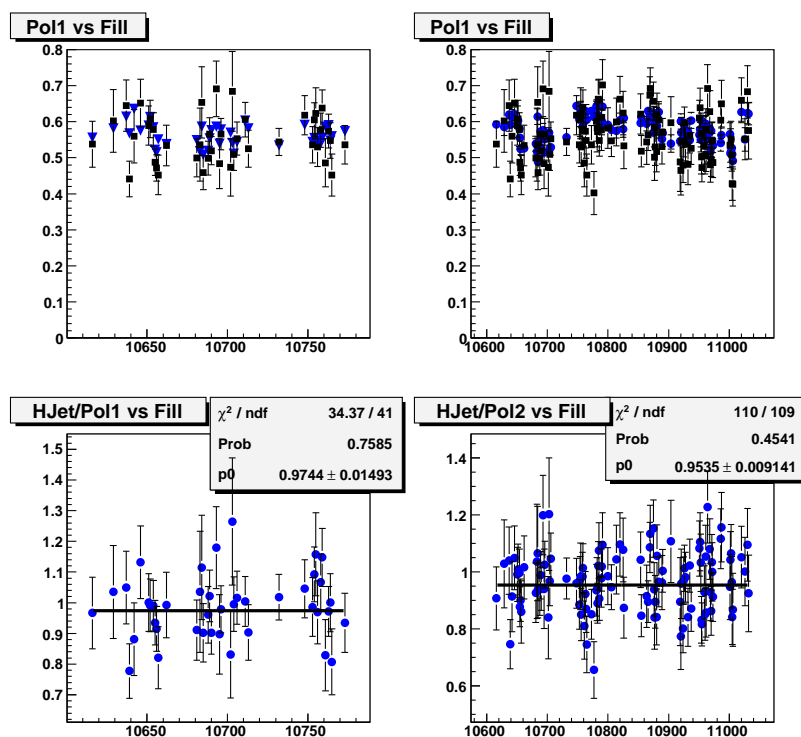 Pol1 vs Fill
0.8
0.7
0.6
0.5
0.4
0.3
0.2
0.1
0
10650 10700 10750
Pol1 vs Fill
0.8
0.7
0.6
0.5
0.4
0.3
0.2
0.1
0
10600 10700 10800 10900 11000
HJet/Pol1 vs Fill
χ² / ndf 34.37 / 41
Prob 0.7585
p0 0.9744 ± 0.01493
1.5
1.4
1.3
1.2
1.1
1
0.9
0.8
0.7
10650 10700 10750
HJet/Pol2 vs Fill
χ² / ndf 110 / 109
Prob 0.4541
p0 0.9535 ± 0.009141
1.4
1.2
1
0.8
0.6
10600 10700 10800 10900 11000